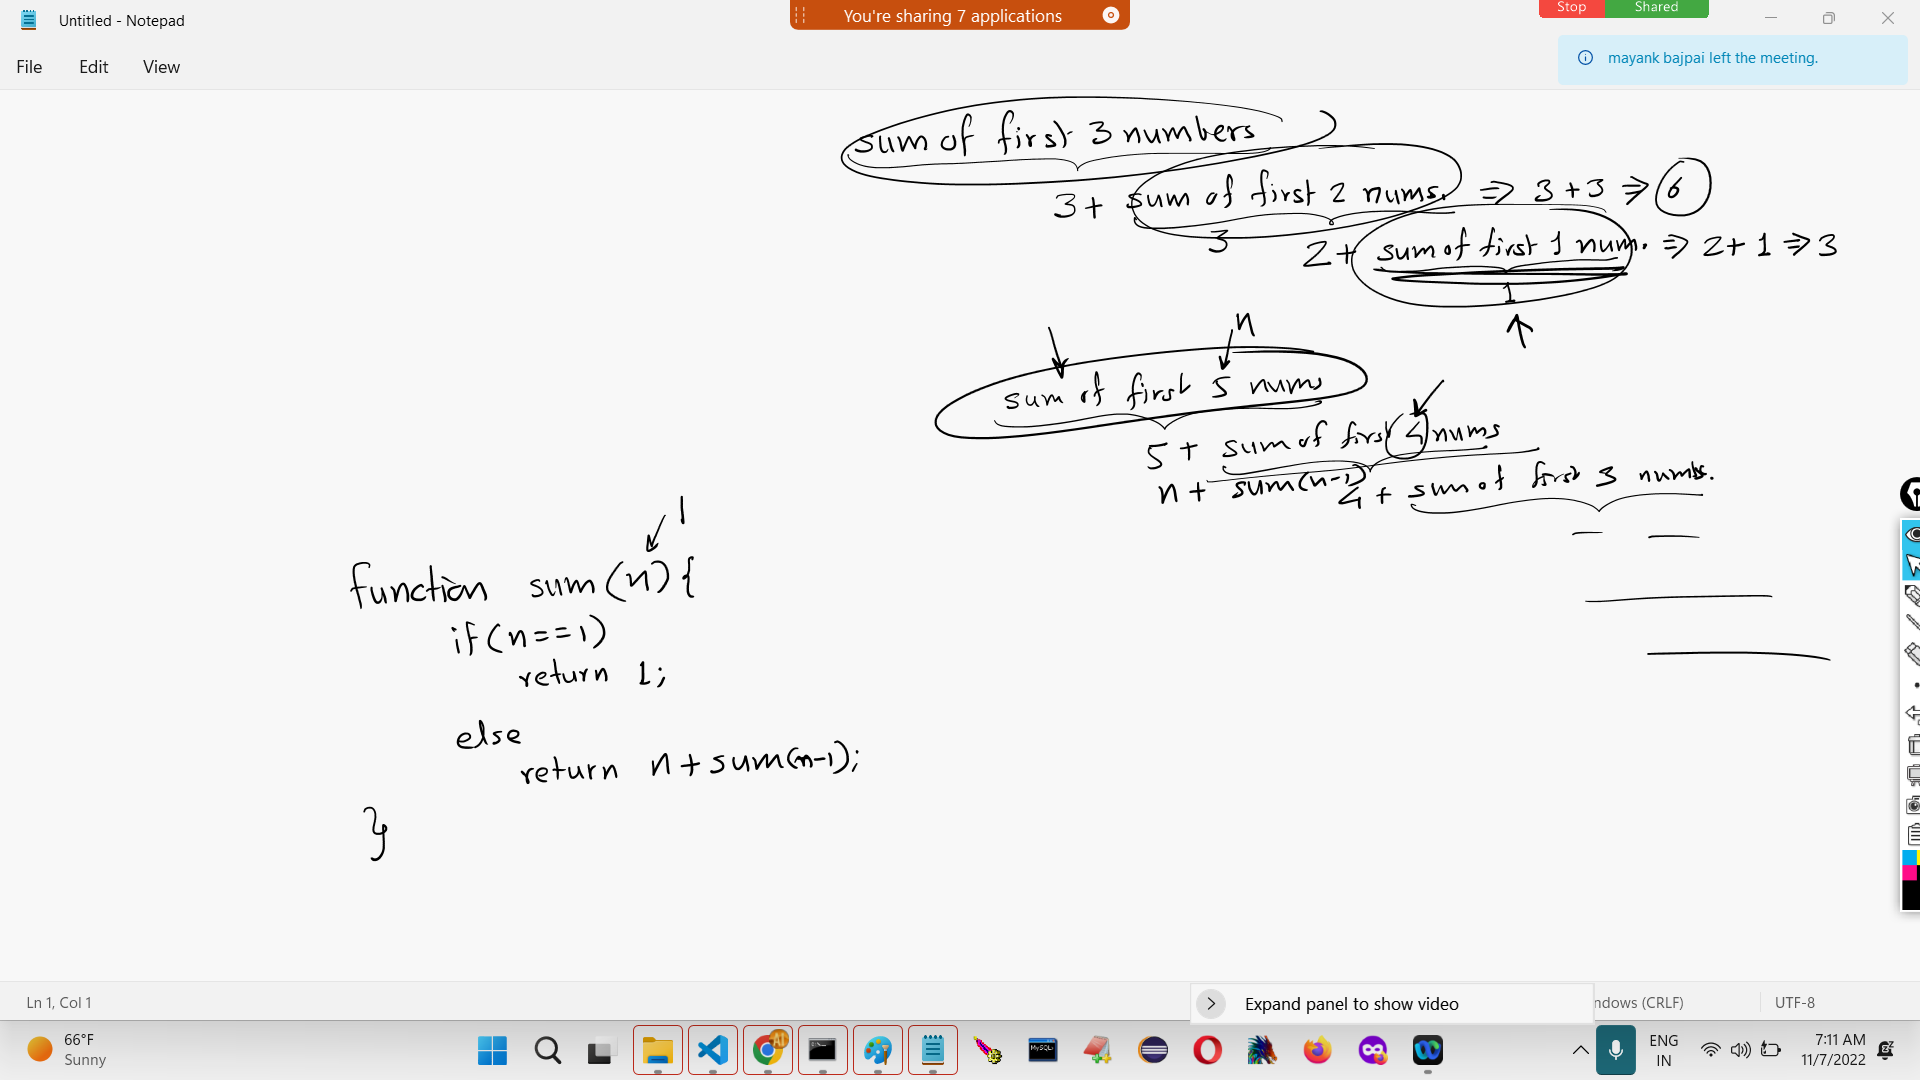 Untitled - Notepad
You're sharing 7 applications
Stop Shared
File Edit View
mayank bajpai left the meeting.
sum of first 3 numbers
3 + sum of first 2 nums. => 3 + 3 => 6
3
2 + sum of first 1 num. => 2 + 1 => 3
1
n
sum of first 5 nums
5 + sum of first 4 nums
n + sum(n-1)
4 + sum of first 3 numbs.
1
function sum(n){
if(n==1)
return 1;
else
return n+sum(n-1);
}
Ln 1, Col 1
Expand panel to show video
ndows (CRLF)
UTF-8
66°F
Sunny
MySQL
ENG
IN
7:11 AM
11/7/2022